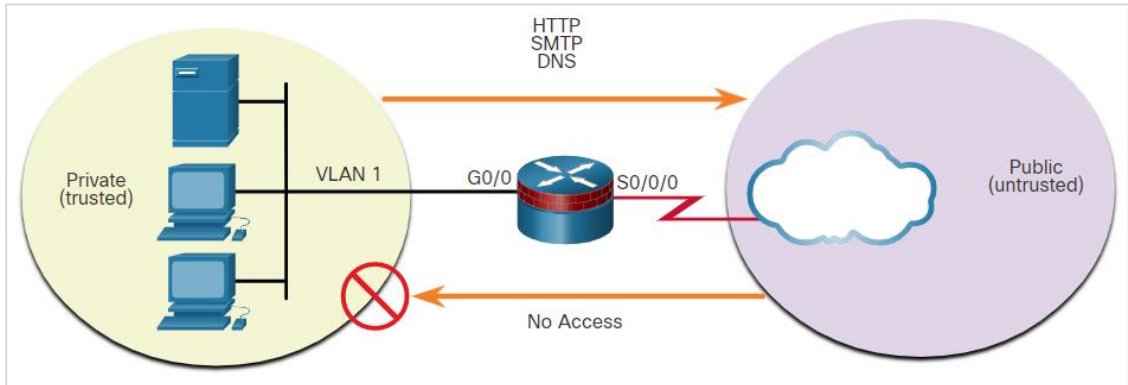 HTTP
SMTP
DNS
Private
(trusted)
VLAN 1
G0/0
S0/0/0
Public
(untrusted)
No Access